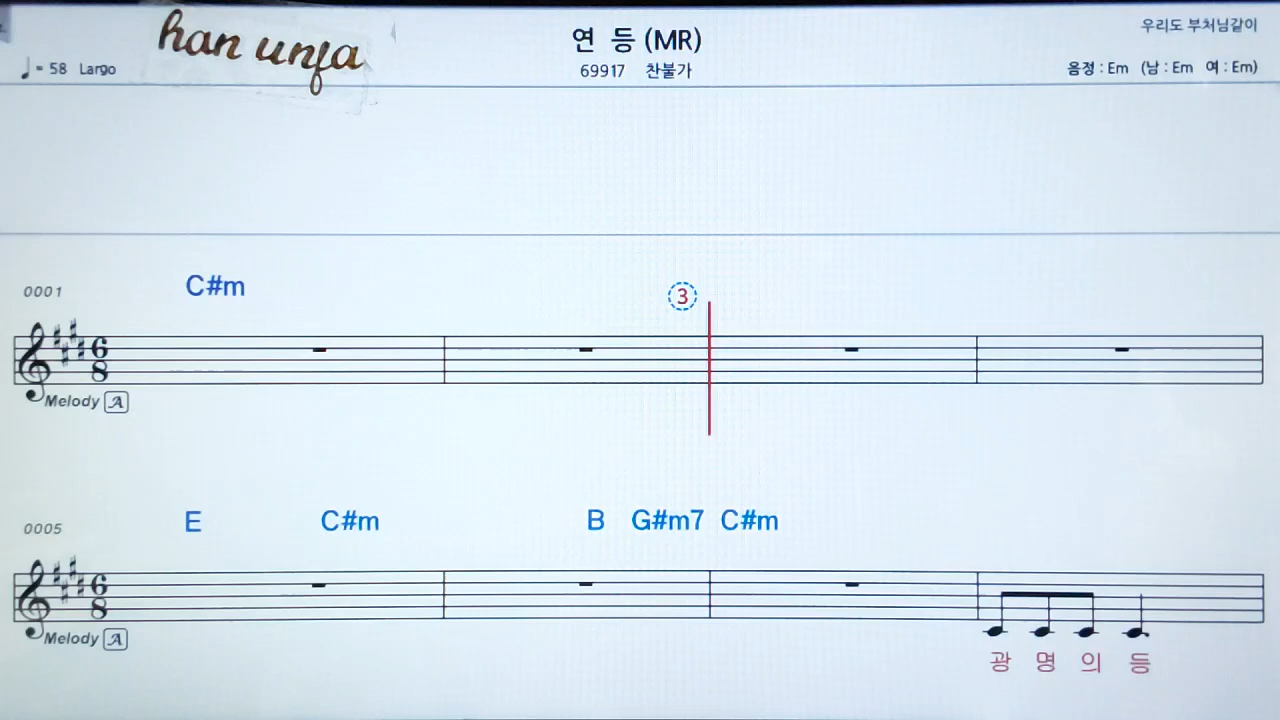 han unja
연 등 (MR)
우리도 부처님같이
♩ = 58 Largo
69917 찬불가
음정 : Em (남 : Em 여 : Em)
0001
C#m
3
6
8
Melody A
0005
E C#m B G#m7 C#m
6
8
Melody A
광 명 의 등